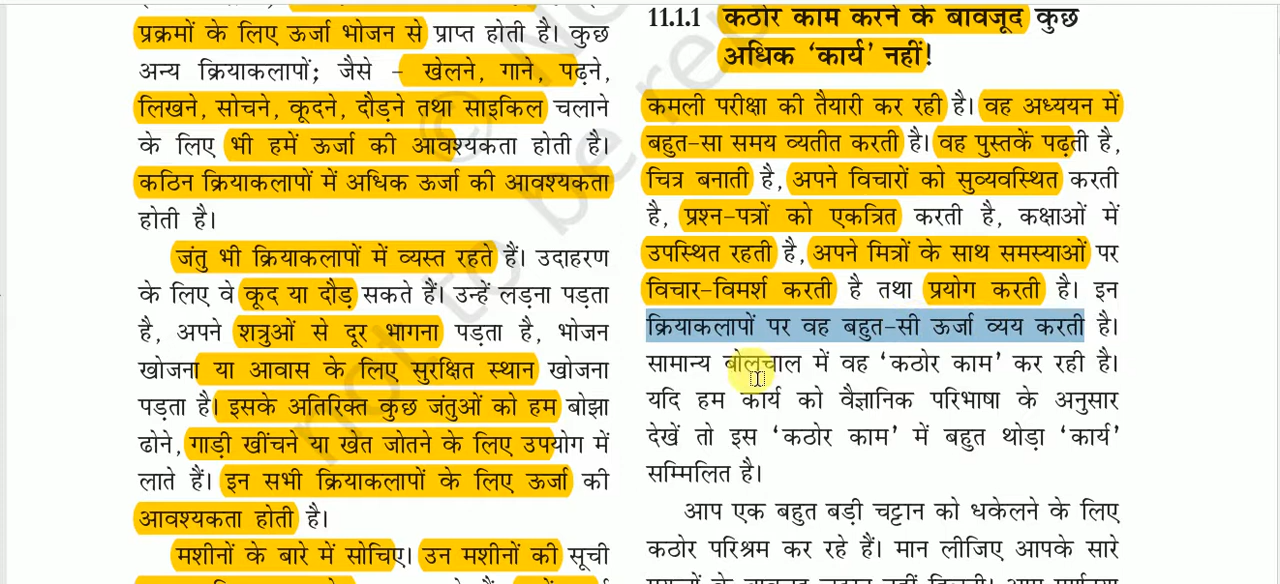 प्रक्रमों के लिए ऊर्जा भोजन से प्राप्त होती है। कुछ
अन्य क्रियाकलापों; जैसे – खेलने, गाने, पढ़ने,
लिखने, सोचने, कूदने, दौड़ने तथा साइकिल चलाने
के लिए भी हमें ऊर्जा की आवश्यकता होती है।
कठिन क्रियाकलापों में अधिक ऊर्जा की आवश्यकता
होती है।
जंतु भी क्रियाकलापों में व्यस्त रहते हैं। उदाहरण
के लिए वे कूद या दौड़ सकते हैं। उन्हें लड़ना पड़ता
है, अपने शत्रुओं से दूर भागना पड़ता है, भोजन
खोजना या आवास के लिए सुरक्षित स्थान खोजना
पड़ता है। इसके अतिरिक्त कुछ जंतुओं को हम बोझा
ढोने, गाड़ी खींचने या खेत जोतने के लिए उपयोग में
लाते हैं। इन सभी क्रियाकलापों के लिए ऊर्जा की
आवश्यकता होती है।
मशीनों के बारे में सोचिए। उन मशीनों की सूची
11.1.1 कठोर काम करने के बावजूद कुछ
अधिक ‘कार्य’ नहीं!
कमली परीक्षा की तैयारी कर रही है। वह अध्ययन में
बहुत-सा समय व्यतीत करती है। वह पुस्तकें पढ़ती है,
चित्र बनाती है, अपने विचारों को सुव्यवस्थित करती
है, प्रश्न-पत्रों को एकत्रित करती है, कक्षाओं में
उपस्थित रहती है, अपने मित्रों के साथ समस्याओं पर
विचार-विमर्श करती है तथा प्रयोग करती है। इन
क्रियाकलापों पर वह बहुत-सी ऊर्जा व्यय करती है।
सामान्य बोलचाल में वह ‘कठोर काम’ कर रही है।
यदि हम कार्य को वैज्ञानिक परिभाषा के अनुसार
देखें तो इस ‘कठोर काम’ में बहुत थोड़ा ‘कार्य’
सम्मिलित है।
आप एक बहुत बड़ी चट्टान को धकेलने के लिए
कठोर परिश्रम कर रहे हैं। मान लीजिए आपके सारे
not to be re